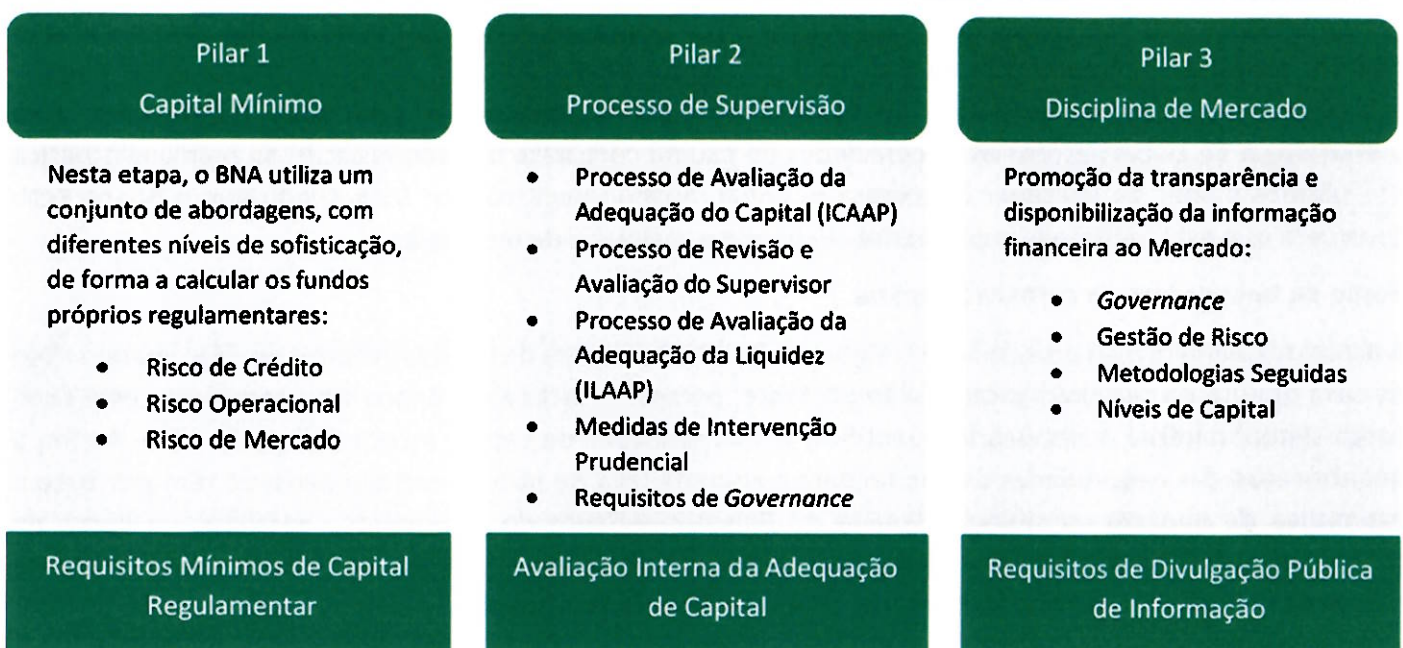 Pilar 1
Capital Mínimo
Nesta etapa, o BNA utiliza um
conjunto de abordagens, com
diferentes níveis de sofisticação,
de forma a calcular os fundos
próprios regulamentares:
• Risco de Crédito
• Risco Operacional
• Risco de Mercado
Requisitos Mínimos de Capital
Regulamentar
Pilar 2
Processo de Supervisão
• Processo de Avaliação da
Adequação do Capital (ICAAP)
• Processo de Revisão e
Avaliação do Supervisor
• Processo de Avaliação da
Adequação da Liquidez
(ILAAP)
• Medidas de Intervenção
Prudencial
• Requisitos de Governance
Avaliação Interna da Adequação
de Capital
Pilar 3
Disciplina de Mercado
Promoção da transparência e
disponibilização da informação
financeira ao Mercado:
• Governance
• Gestão de Risco
• Metodologias Seguidas
• Níveis de Capital
Requisitos de Divulgação Pública
de Informação